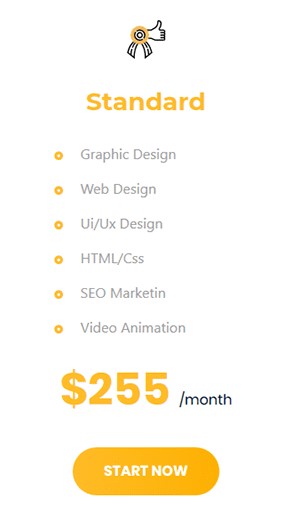 Standard
Graphic Design
Web Design
Ui/Ux Design
HTML/Css
SEO Marketin
Video Animation
$255 /month
START NOW